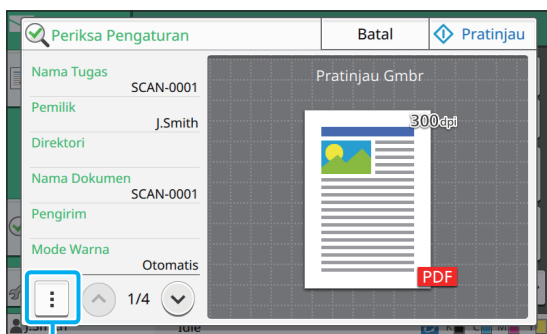 Periksa Pengaturan
Batal
Pratinjau
Nama Tugas
SCAN-0001
Pemilik
J.Smith
Direktori
Nama Dokumen
SCAN-0001
Pengirim
Mode Warna
Otomatis
1/4
Pratinjau Gmbr
300dpi
PDF
J.Smith
Idle
K
C
M
Y